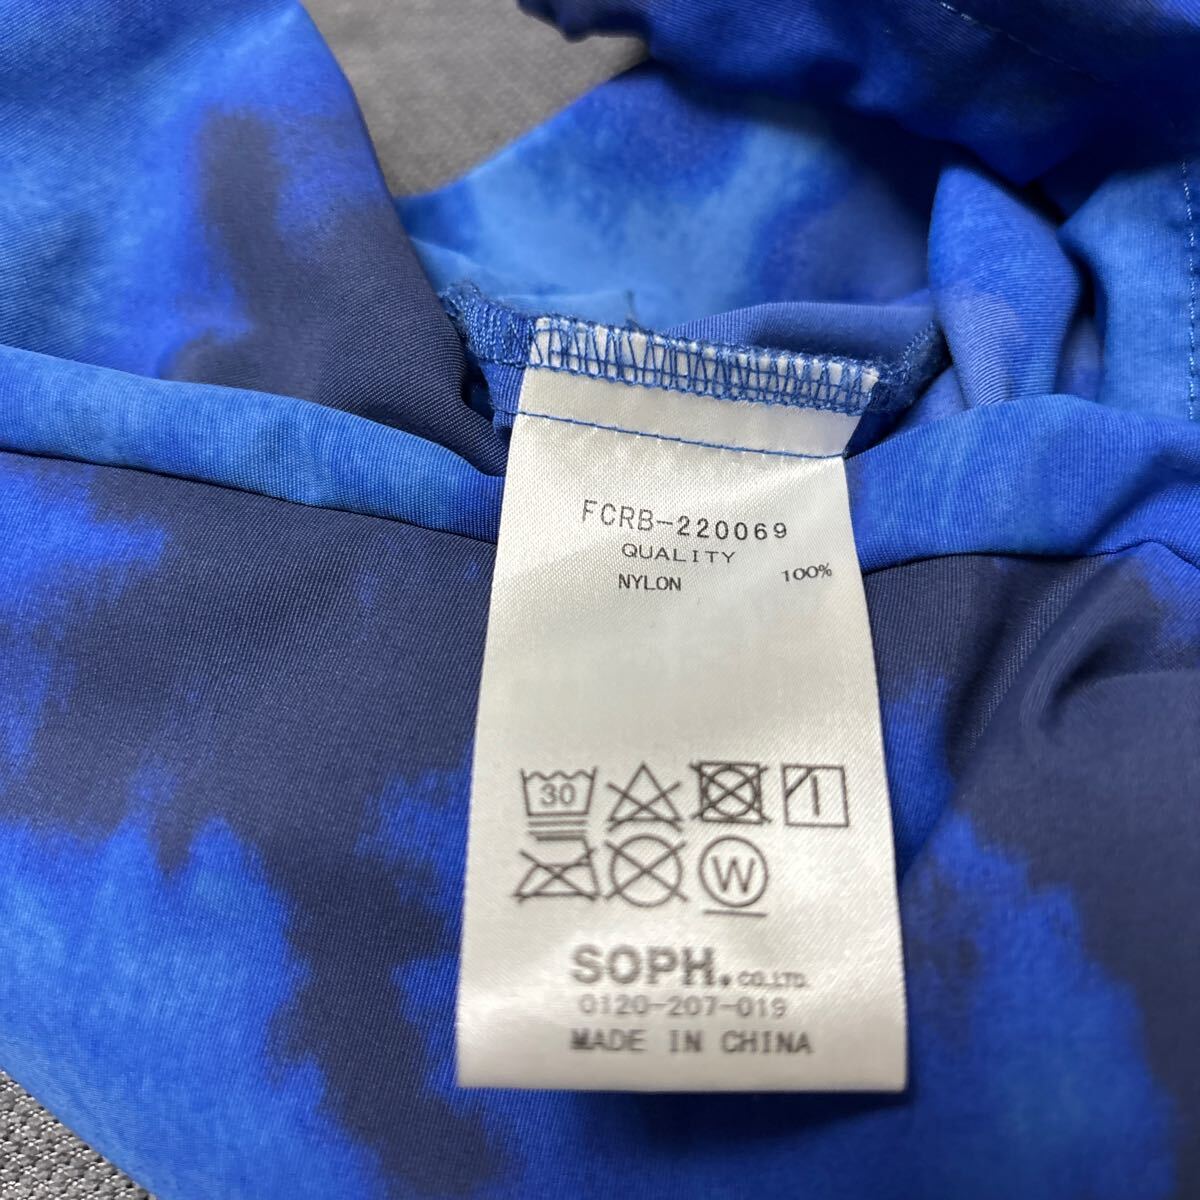 FCRB-220069
QUALITY
NYLON 100%
30
W
SOPH.CO.LTD.
0120-207-019
MADE IN CHINA